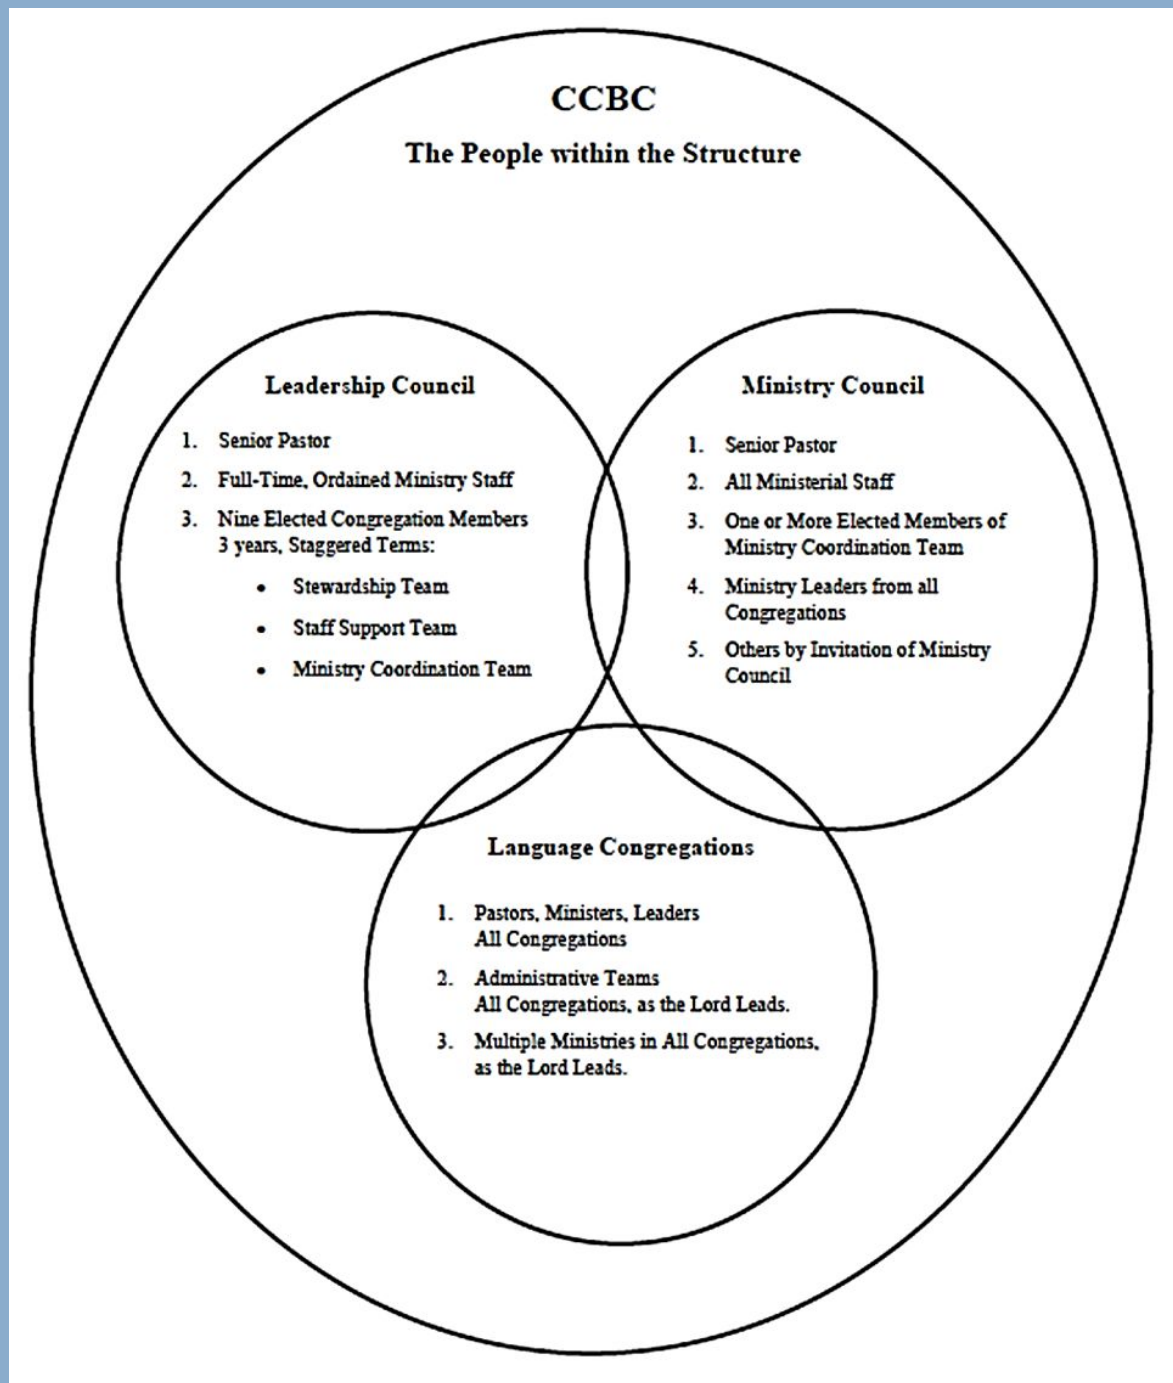 CCBC
The People within the Structure
Leadership Council
1. Senior Pastor
2. Full-Time, Ordained Ministry Staff
3. Nine Elected Congregation Members
3 years, Staggered Terms:
• Stewardship Team
• Staff Support Team
• Ministry Coordination Team
Ministry Council
1. Senior Pastor
2. All Ministerial Staff
3. One or More Elected Members of
Ministry Coordination Team
4. Ministry Leaders from all
Congregations
5. Others by Invitation of Ministry
Council
Language Congregations
1. Pastors, Ministers, Leaders
All Congregations
2. Administrative Teams
All Congregations, as the Lord Leads.
3. Multiple Ministries in All Congregations,
as the Lord Leads.